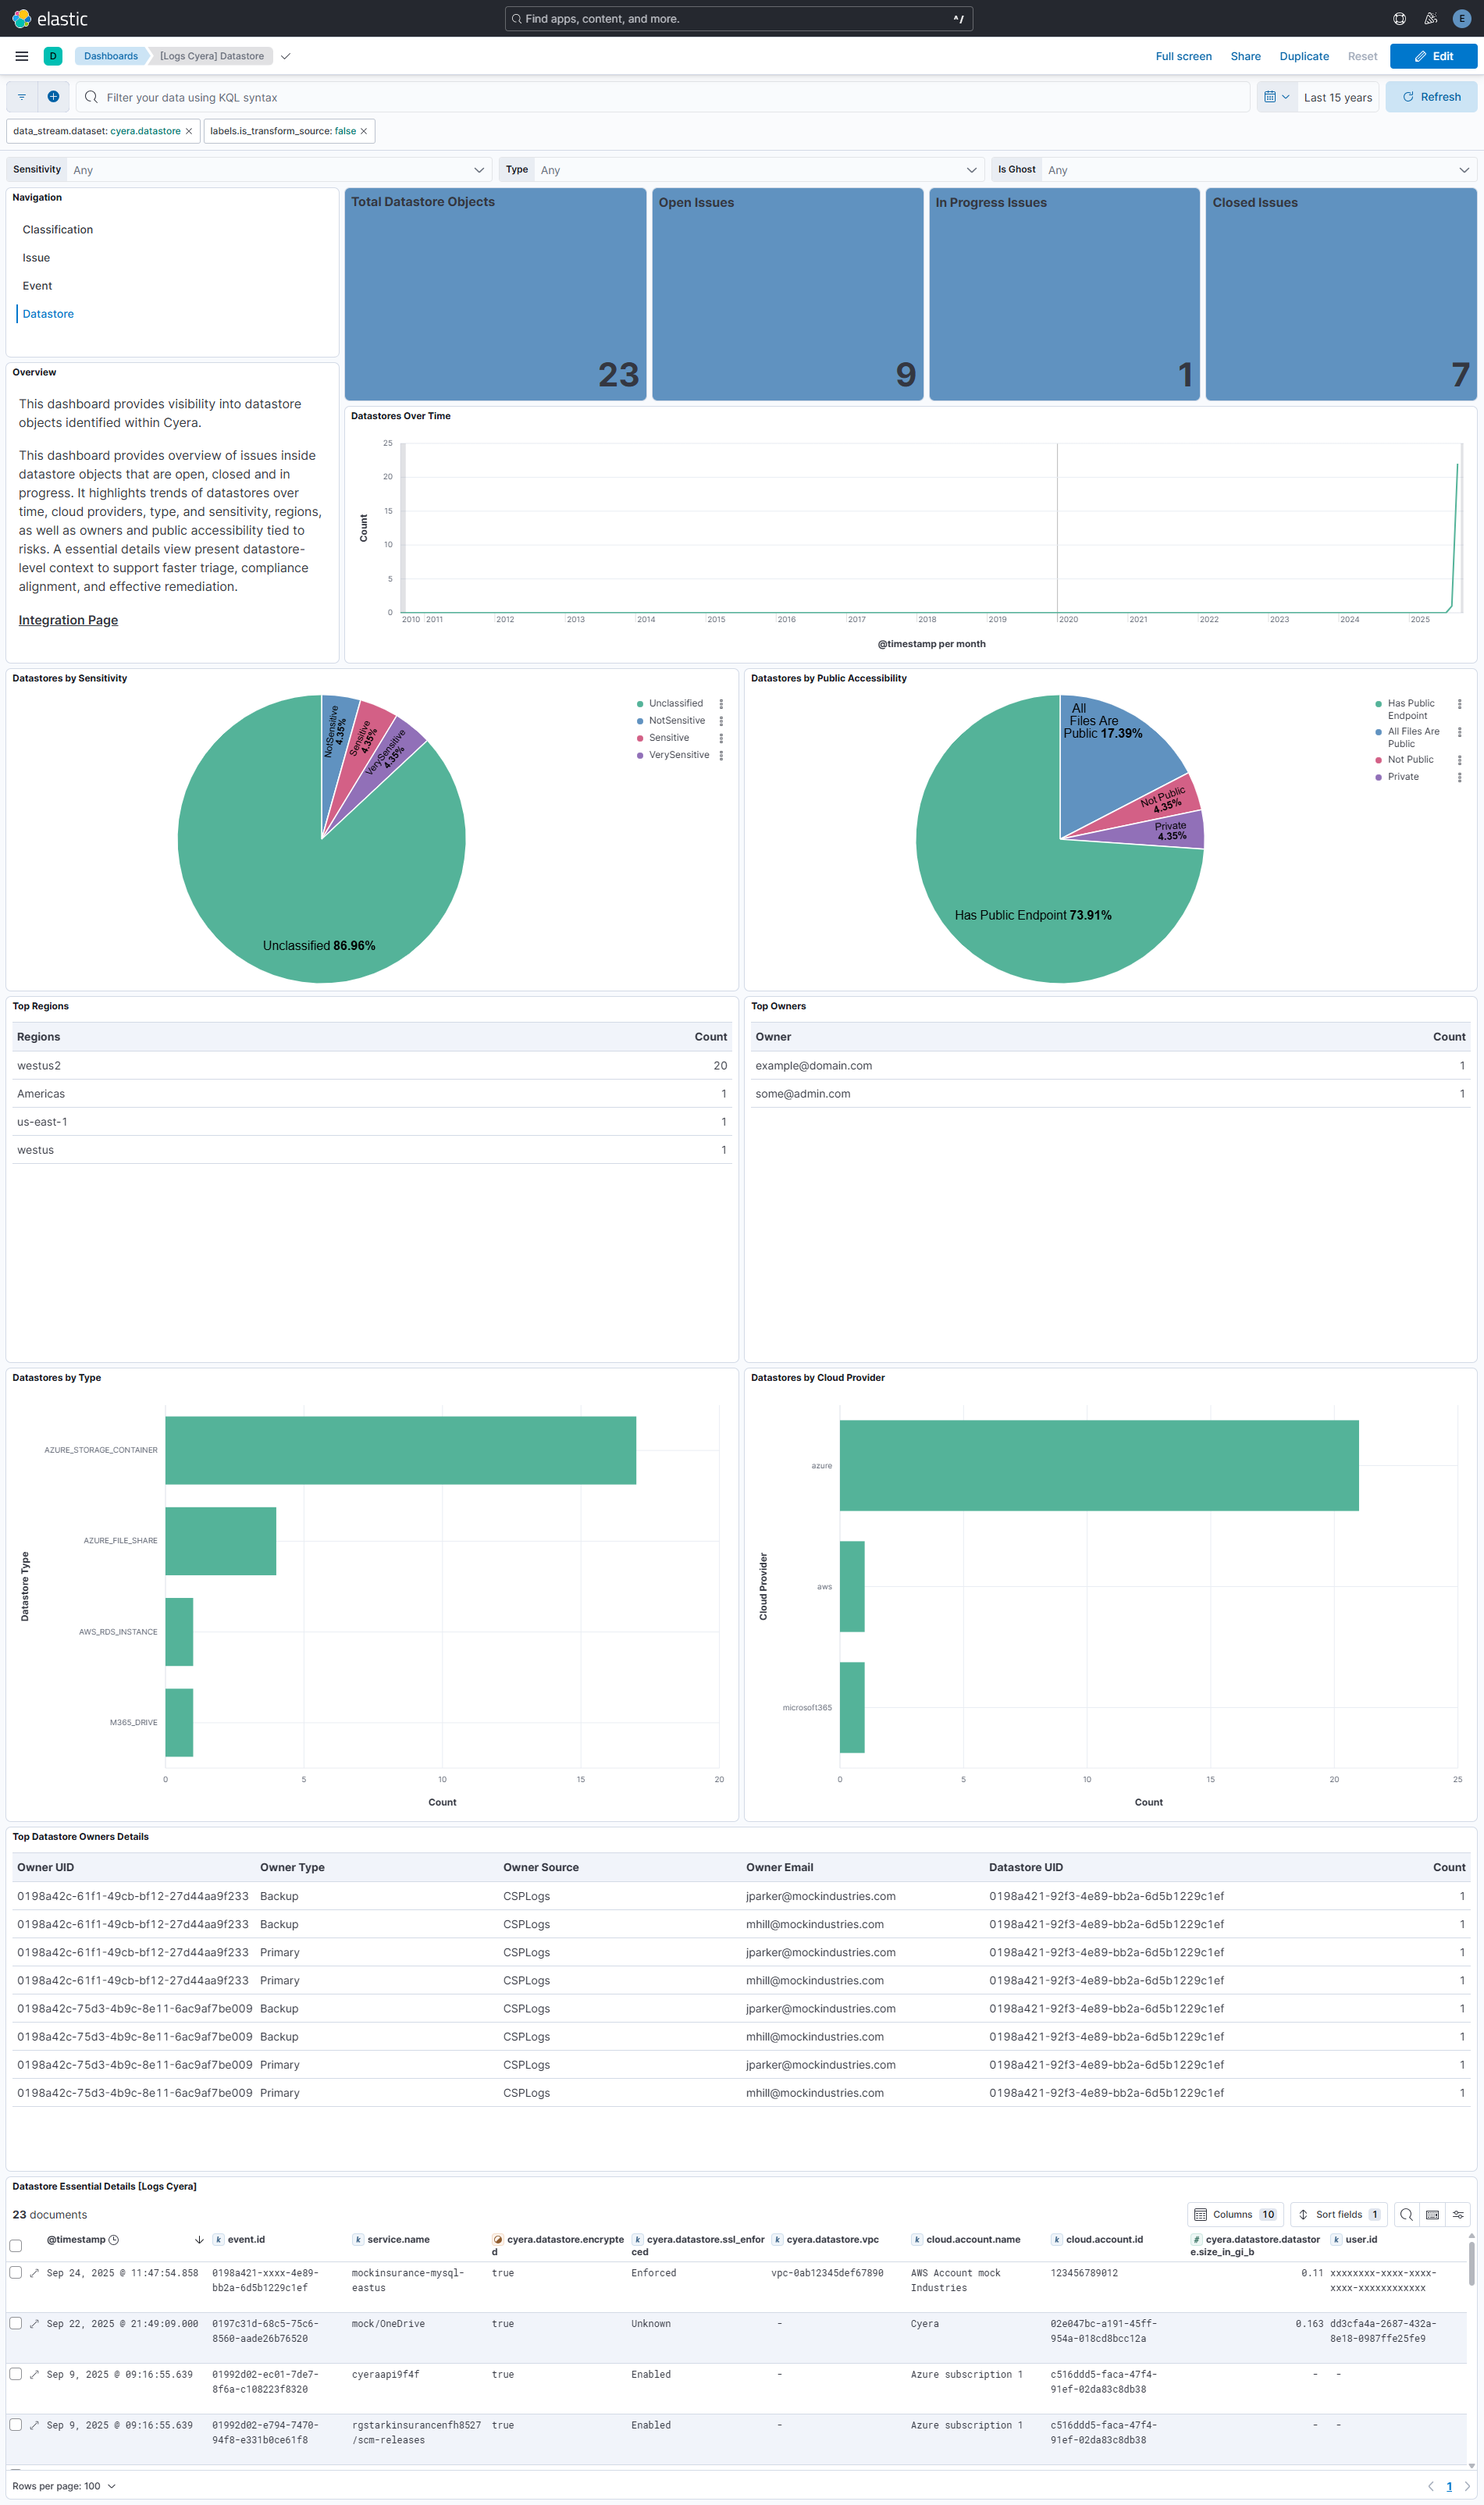 elastic
Find apps, content, and more.
^/
E
D
Dashboards
[Logs Cyera] Datastore
Full screen
Share
Duplicate
Reset
Edit
Filter your data using KQL syntax
Last 15 years
Refresh
data_stream.dataset: cyera.datastore
labels.is_transform_source: false
Sensitivity Any
Type Any
Is Ghost Any
Navigation
Classification
Issue
Event
Datastore
Total Datastore Objects
23
Open Issues
9
In Progress Issues
1
Closed Issues
7
Overview
This dashboard provides visibility into datastore
objects identified within Cyera.
This dashboard provides overview of issues inside
datastore objects that are open, closed and in
progress. It highlights trends of datastores over
time, cloud providers, type, and sensitivity, regions,
as well as owners and public accessibility tied to
risks. A essential details view present datastore-
level context to support faster triage, compliance
alignment, and effective remediation.
Integration Page
Datastores Over Time
25
20
15
10
5
0
Count
2010 2011 2012 2013 2014 2015 2016 2017 2018 2019 2020 2021 2022 2023 2024 2025
@timestamp per month
Datastores by Sensitivity
NotSensitive
4.35%
Sensitive
4.35%
VerySensitive
4.35%
Unclassified 86.96%
Unclassified
NotSensitive
Sensitive
VerySensitive
Datastores by Public Accessibility
All
Files Are
Public 17.39%
Not Public
4.35%
Private
4.35%
Has Public Endpoint 73.91%
Has Public
Endpoint
All Files Are
Public
Not Public
Private
Top Regions
Regions Count
westus2 20
Americas 1
us-east-1 1
westus 1
Top Owners
Owner Count
example@domain.com 1
some@admin.com 1
Datastores by Type
Datastore Type
AZURE_STORAGE_CONTAINER
AZURE_FILE_SHARE
AWS_RDS_INSTANCE
M365_DRIVE
0 5 10 15 20
Count
Datastores by Cloud Provider
Cloud Provider
azure
aws
microsoft365
0 5 10 15 20 25
Count
Top Datastore Owners Details
Owner UID Owner Type Owner Source Owner Email Datastore UID Count
0198a42c-61f1-49cb-bf12-27d44aa9f233 Backup CSPLogs jparker@mockindustries.com 0198a421-92f3-4e89-bb2a-6d5b1229c1ef 1
0198a42c-61f1-49cb-bf12-27d44aa9f233 Backup CSPLogs mhill@mockindustries.com 0198a421-92f3-4e89-bb2a-6d5b1229c1ef 1
0198a42c-61f1-49cb-bf12-27d44aa9f233 Primary CSPLogs jparker@mockindustries.com 0198a421-92f3-4e89-bb2a-6d5b1229c1ef 1
0198a42c-61f1-49cb-bf12-27d44aa9f233 Primary CSPLogs mhill@mockindustries.com 0198a421-92f3-4e89-bb2a-6d5b1229c1ef 1
0198a42c-75d3-4b9c-8e11-6ac9af7be009 Backup CSPLogs jparker@mockindustries.com 0198a421-92f3-4e89-bb2a-6d5b1229c1ef 1
0198a42c-75d3-4b9c-8e11-6ac9af7be009 Backup CSPLogs mhill@mockindustries.com 0198a421-92f3-4e89-bb2a-6d5b1229c1ef 1
0198a42c-75d3-4b9c-8e11-6ac9af7be009 Primary CSPLogs jparker@mockindustries.com 0198a421-92f3-4e89-bb2a-6d5b1229c1ef 1
0198a42c-75d3-4b9c-8e11-6ac9af7be009 Primary CSPLogs mhill@mockindustries.com 0198a421-92f3-4e89-bb2a-6d5b1229c1ef 1
Datastore Essential Details [Logs Cyera]
23 documents
Columns 10
Sort fields 1
@timestamp k event.id k service.name cyera.datastore.encrypte k cyera.datastore.ssl_enfor k cyera.datastore.vpc k cloud.account.name k cloud.account.id # cyera.datastore.datastor k user.id
d ced e.size_in_gi_b
Sep 24, 2025 @ 11:47:54.858 0198a421-xxxx-4e89- mockinsurance-mysql- true Enforced vpc-0ab12345def67890 AWS Account mock 123456789012 0.11 xxxxxxxx-xxxx-xxxx-
bb2a-6d5b1229c1ef eastus Industries xxxx-xxxxxxxxxxxx
Sep 22, 2025 @ 21:49:09.000 0197c31d-68c5-75c6- mock/OneDrive true Unknown - Cyera 02e047bc-a191-45ff- 0.163 dd3cfa4a-2687-432a-
8560-aade26b76520 954a-018cd8bcc12a 8e18-0987ffe25fe9
Sep 9, 2025 @ 09:16:55.639 01992d02-ec01-7de7- cyeraapi9f4f true Enabled - Azure subscription 1 c516ddd5-faca-47f4- - -
8f6a-c108223f8320 91ef-02da83c8db38
Sep 9, 2025 @ 09:16:55.639 01992d02-e794-7470- rgstarkinsurancenfh8527 true Enabled - Azure subscription 1 c516ddd5-faca-47f4- - -
94f8-e331b0ce61f8 /scm-releases 91ef-02da83c8db38
Rows per page: 100
1